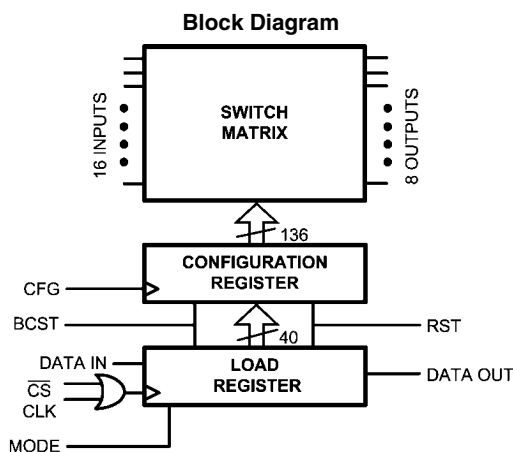 Block Diagram
16 INPUTS
SWITCH
MATRIX
8 OUTPUTS
136
CONFIGURATION
REGISTER
CFG
BCST
RST
40
DATA IN
LOAD
REGISTER
DATA OUT
CS
CLK
MODE